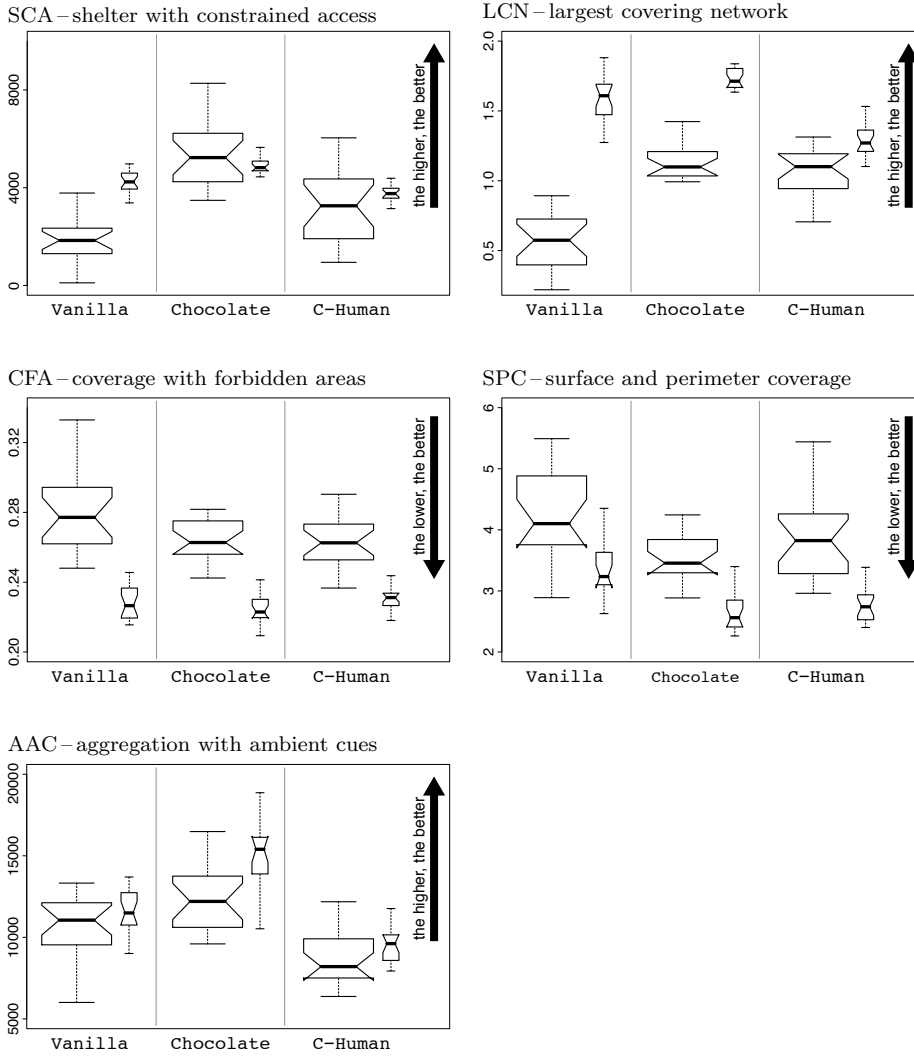 SCA – shelter with constrained access
8000
4000
0
the higher, the better
Vanilla Chocolate C-Human
LCN – largest covering network
2.0
1.5
1.0
0.5
the higher, the better
Vanilla Chocolate C-Human
CFA – coverage with forbidden areas
0.32
0.28
0.24
0.20
the lower, the better
Vanilla Chocolate C-Human
SPC – surface and perimeter coverage
6
5
4
3
2
the lower, the better
Vanilla Chocolate C-Human
AAC – aggregation with ambient cues
20000
15000
10000
5000
the higher, the better
Vanilla Chocolate C-Human